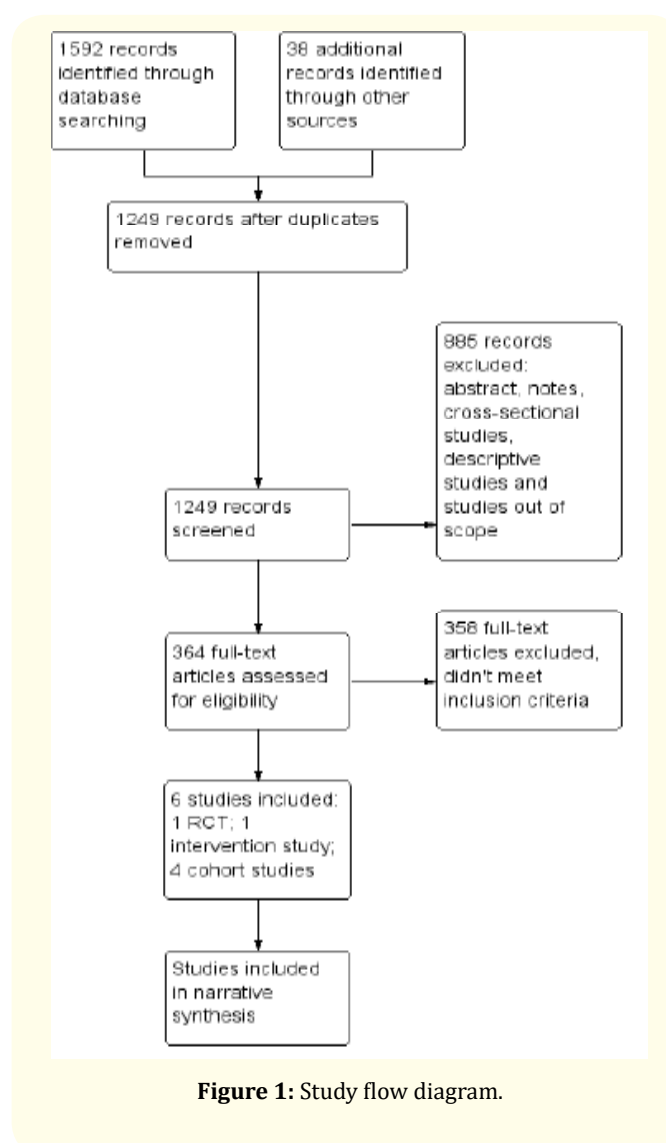 1592 records
identified through
database
searching
38 additional
records identified
through other
sources
1249 records after duplicates
removed
885 records
excluded:
abstract, notes,
cross-sectional
studies,
descriptive
studies and
studies out of
scope
1249 records
screened
358 full-text
articles excluded,
didn't meet
inclusion criteria
364 full-text
articles assessed
for eligibility
6 studies included:
1 RCT; 1
intervention study;
4 cohort studies
Studies included
in narrative
synthesis
Figure 1: Study flow diagram.